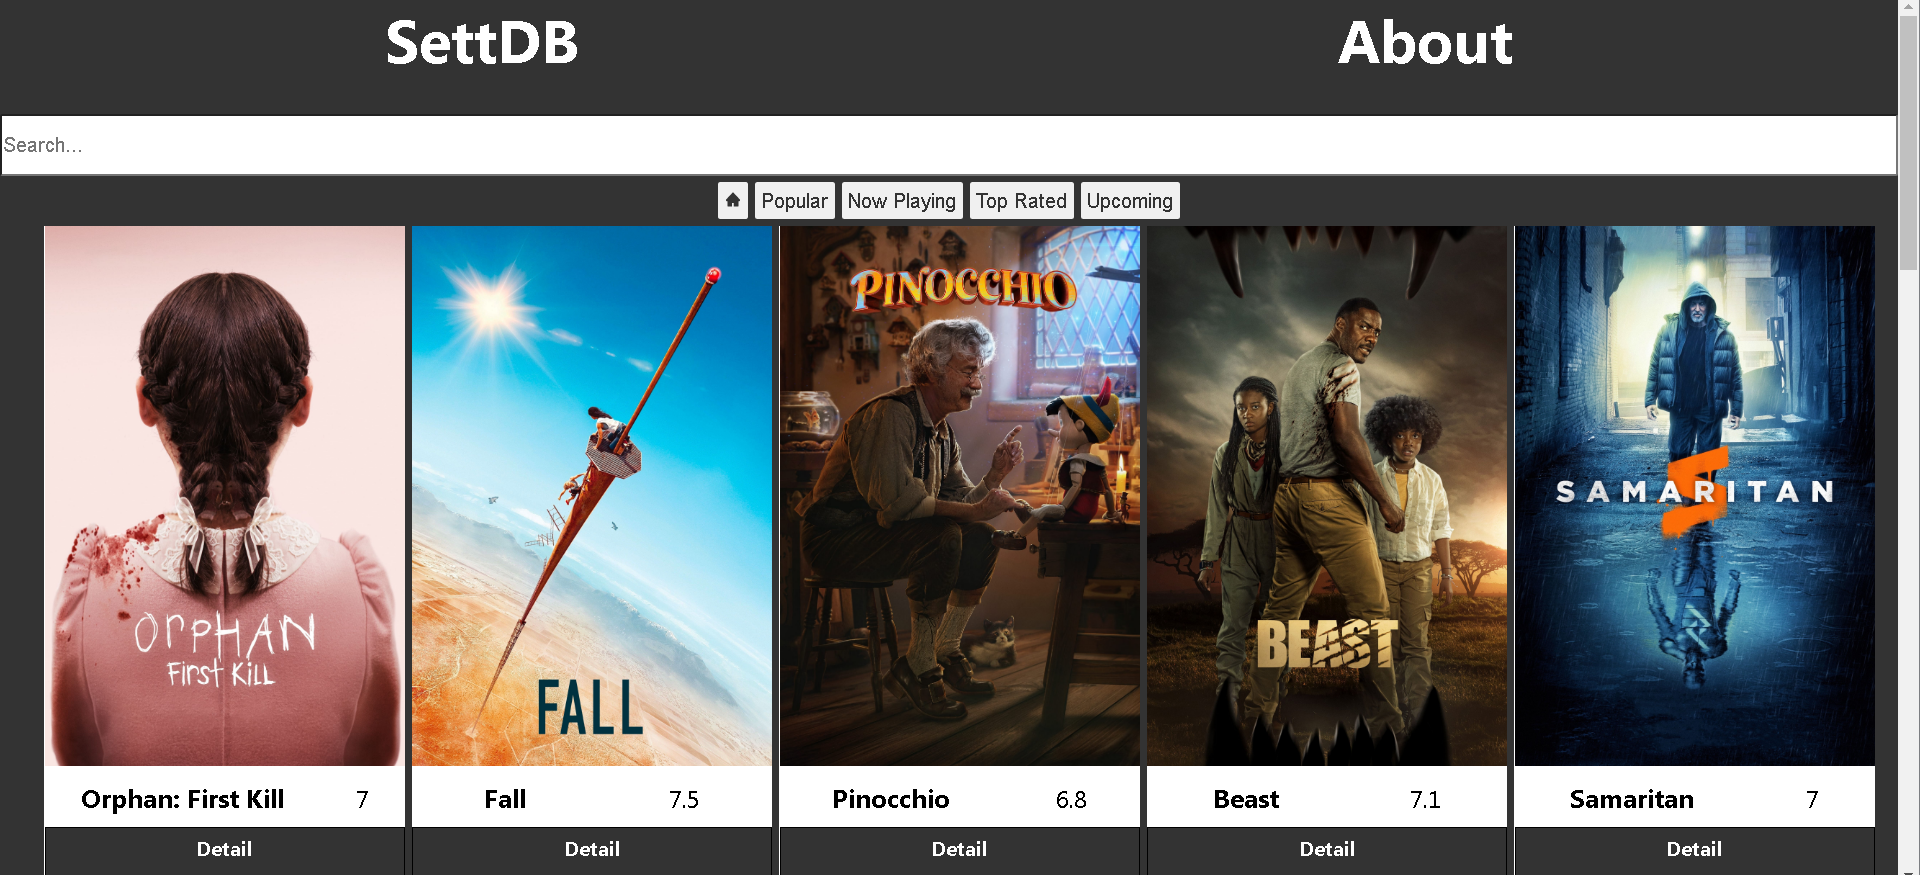 SettDB About
Search...
Popular Now Playing Top Rated Upcoming
ORPHAN
FIRST KILL
FALL
PINOCCHIO
BEAST
SAMARITAN
Orphan: First Kill 7
Fall 7.5
Pinocchio 6.8
Beast 7.1
Samaritan 7
Detail Detail Detail Detail Detail